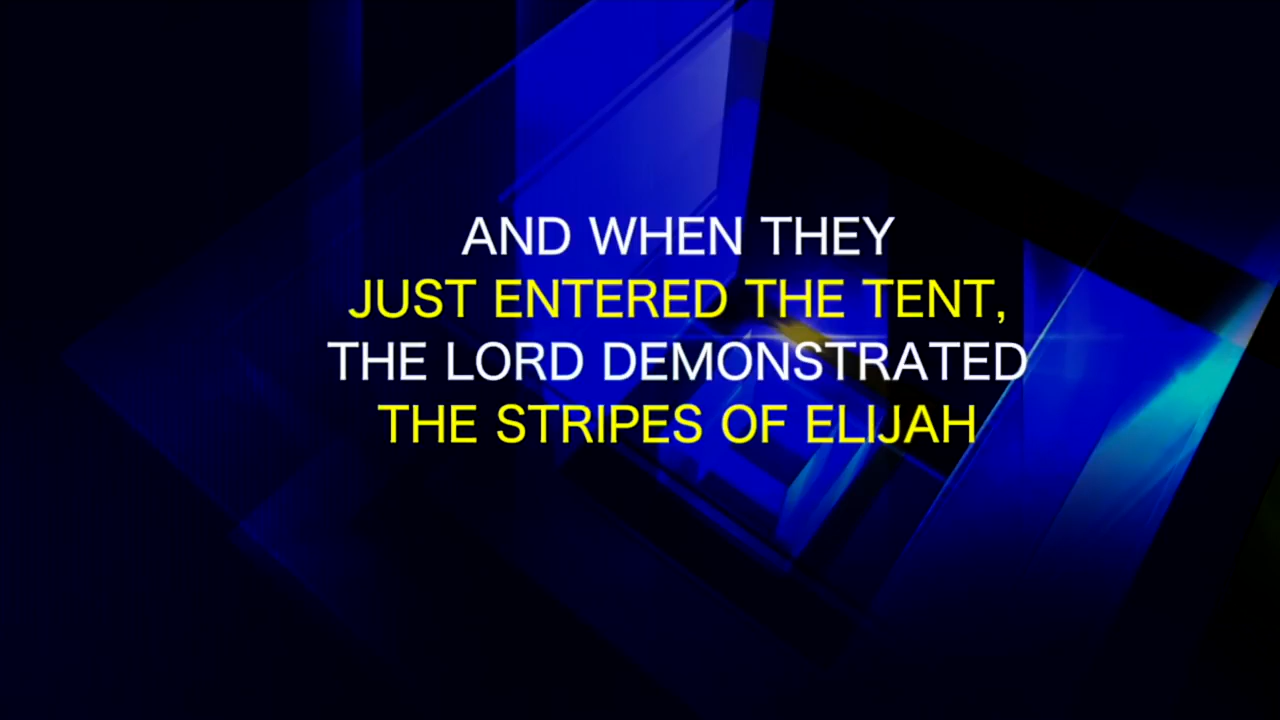 AND WHEN THEY
JUST ENTERED THE TENT,
THE LORD DEMONSTRATED
THE STRIPES OF ELIJAH